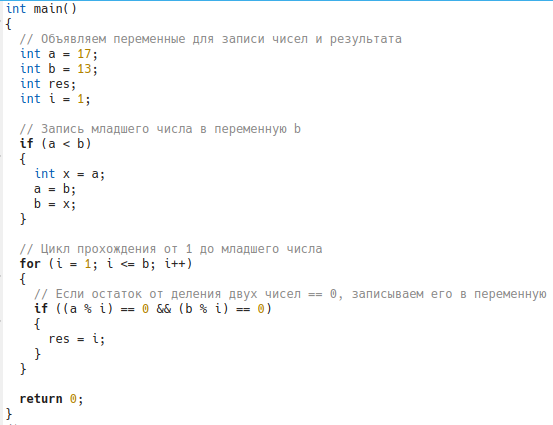 int main()
{
  // Объявляем переменные для записи чисел и результата
  int a = 17;
  int b = 13;
  int res;
  int i = 1;

  // Запись младшего числа в переменную b
  if (a < b)
  {
    int x = a;
    a = b;
    b = x;
  }

  // Цикл прохождения от 1 до младшего числа
  for (i = 1; i <= b; i++)
  {
    // Если остаток от деления двух чисел == 0, записываем его в переменную
    if ((a % i) == 0 && (b % i) == 0)
    {
      res = i;
    }
  }

  return 0;
}